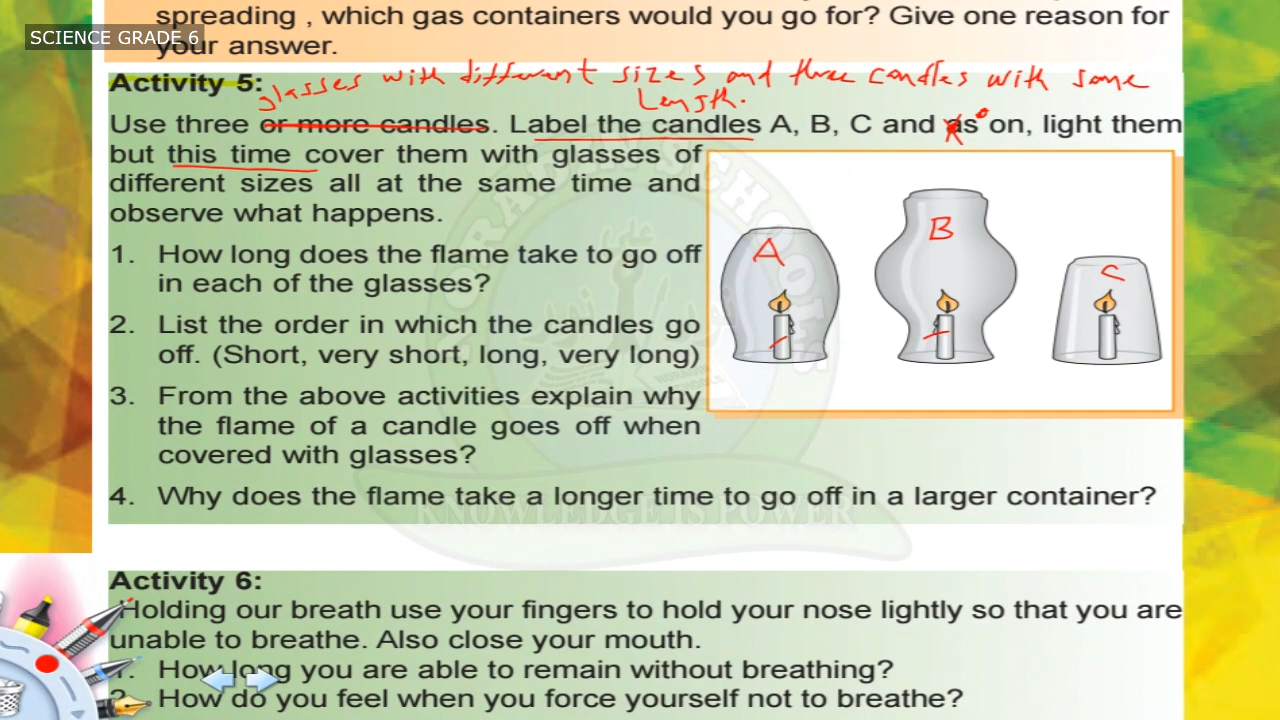 SCIENCE GRADE 6
spreading , which gas containers would you go for? Give one reason for
your answer.
Activity 5:
glasses with different sizes and three candles with same
Length.
Use three or more candles. Label the candles A, B, C and as on, light them
but this time cover them with glasses of
different sizes all at the same time and
observe what happens.
A
B
C
1. How long does the flame take to go off
in each of the glasses?
2. List the order in which the candles go
off. (Short, very short, long, very long)
3. From the above activities explain why
the flame of a candle goes off when
covered with glasses?
4. Why does the flame take a longer time to go off in a larger container?
KNOWLEDGE IS POWER
Activity 6:
Holding our breath use your fingers to hold your nose lightly so that you are
unable to breathe. Also close your mouth.
1. How long you are able to remain without breathing?
2. How do you feel when you force yourself not to breathe?